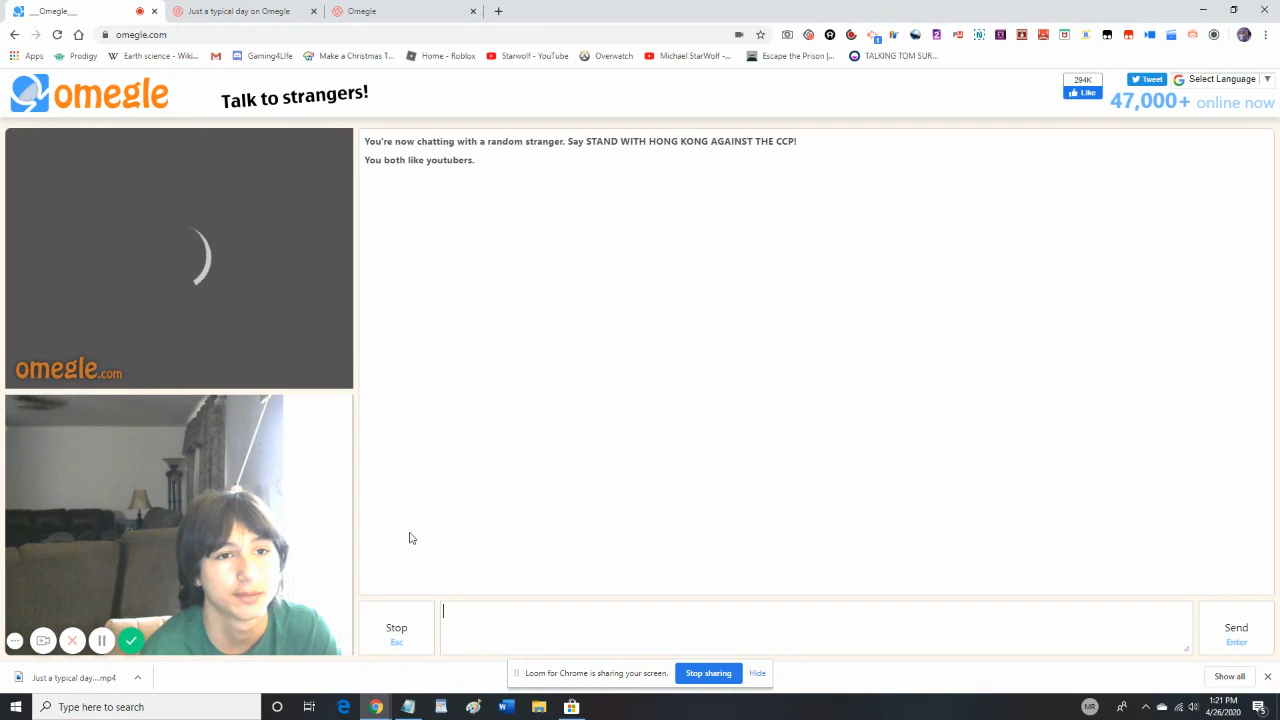 __Omegle__
Just a typical day on Omegle
Omegle
omegle.com
Apps
Prodigy
Earth science - Wiki...
Gaming4Life
Make a Christmas T...
Home - Roblox
Starwolf - YouTube
Overwatch
Michael StarWolf -...
Escape the Prison |...
TALKING TOM SUR...
omegle
Talk to strangers!
294K
Like
Tweet
Select Language
47,000+ online now
You're now chatting with a random stranger. Say STAND WITH HONG KONG AGAINST THE CCP!
You both like youtubers.
omegle.com
Stop
Esc
Send
Enter
Just a typical day....mp4
Loom for Chrome is sharing your screen.
Stop sharing
Hide
Show all
Type here to search
MR
1:21 PM
4/26/2020